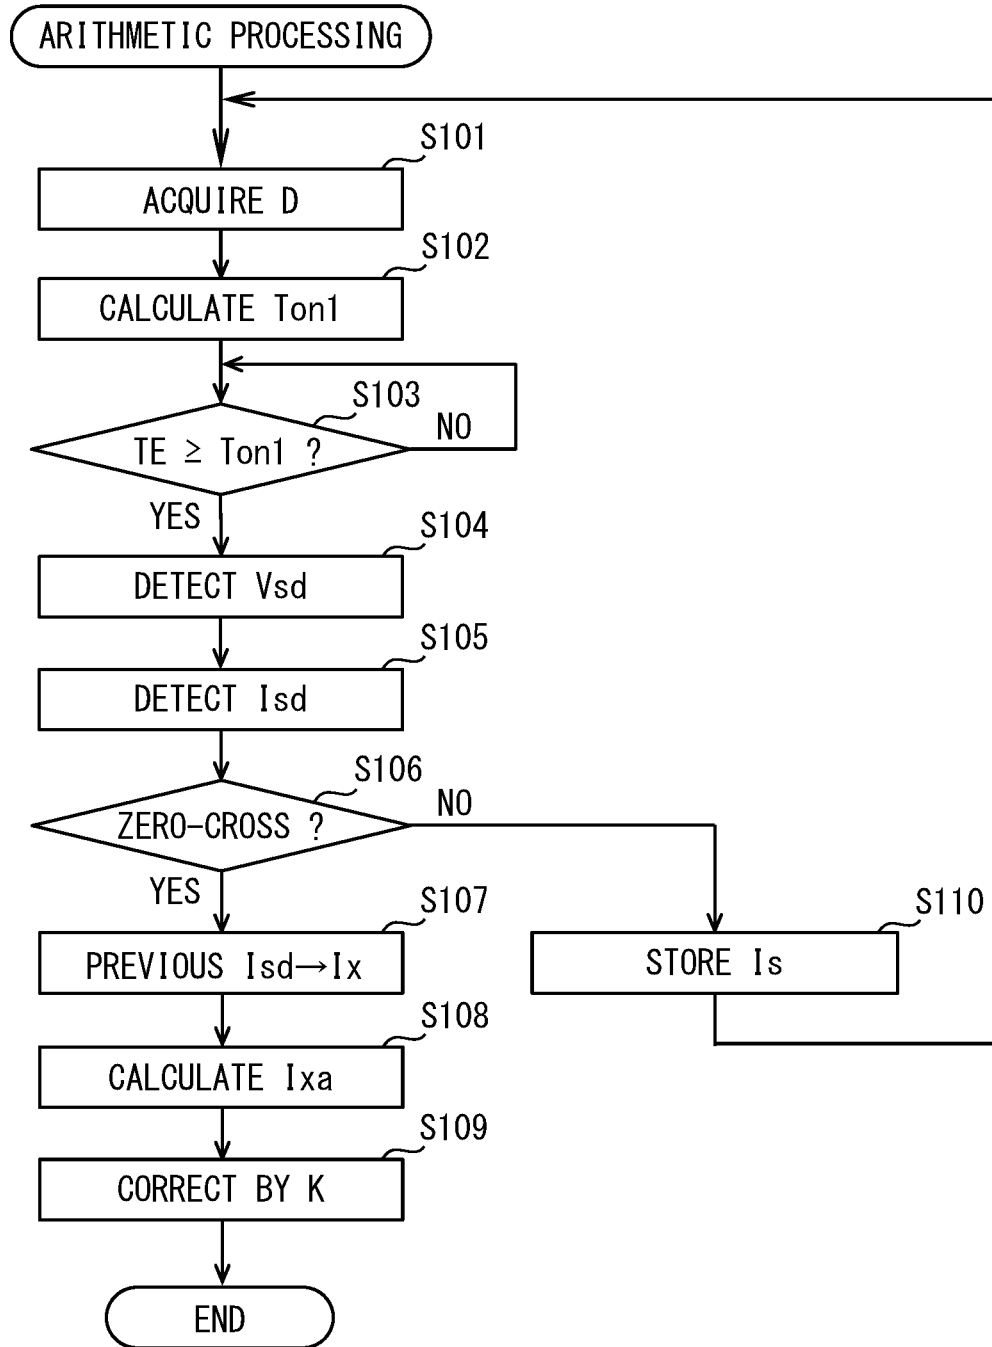 ARITHMETIC PROCESSING
S101
ACQUIRE D
S102
CALCULATE Ton1
S103
TE ≧ Ton1 ?
NO
YES
S104
DETECT Vsd
S105
DETECT Isd
S106
ZERO-CROSS ?
NO
YES
S107
PREVIOUS Isd→Ix
S110
STORE Is
S108
CALCULATE Ixa
S109
CORRECT BY K
END